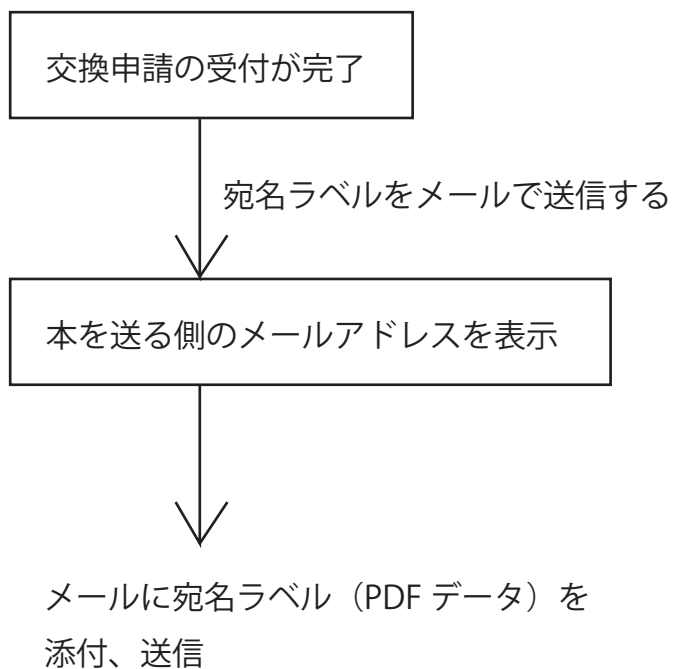 交換申請の受付が完了
宛名ラベルをメールで送信する
本を送る側のメールアドレスを表示
メールに宛名ラベル（PDF データ）を
添付、送信